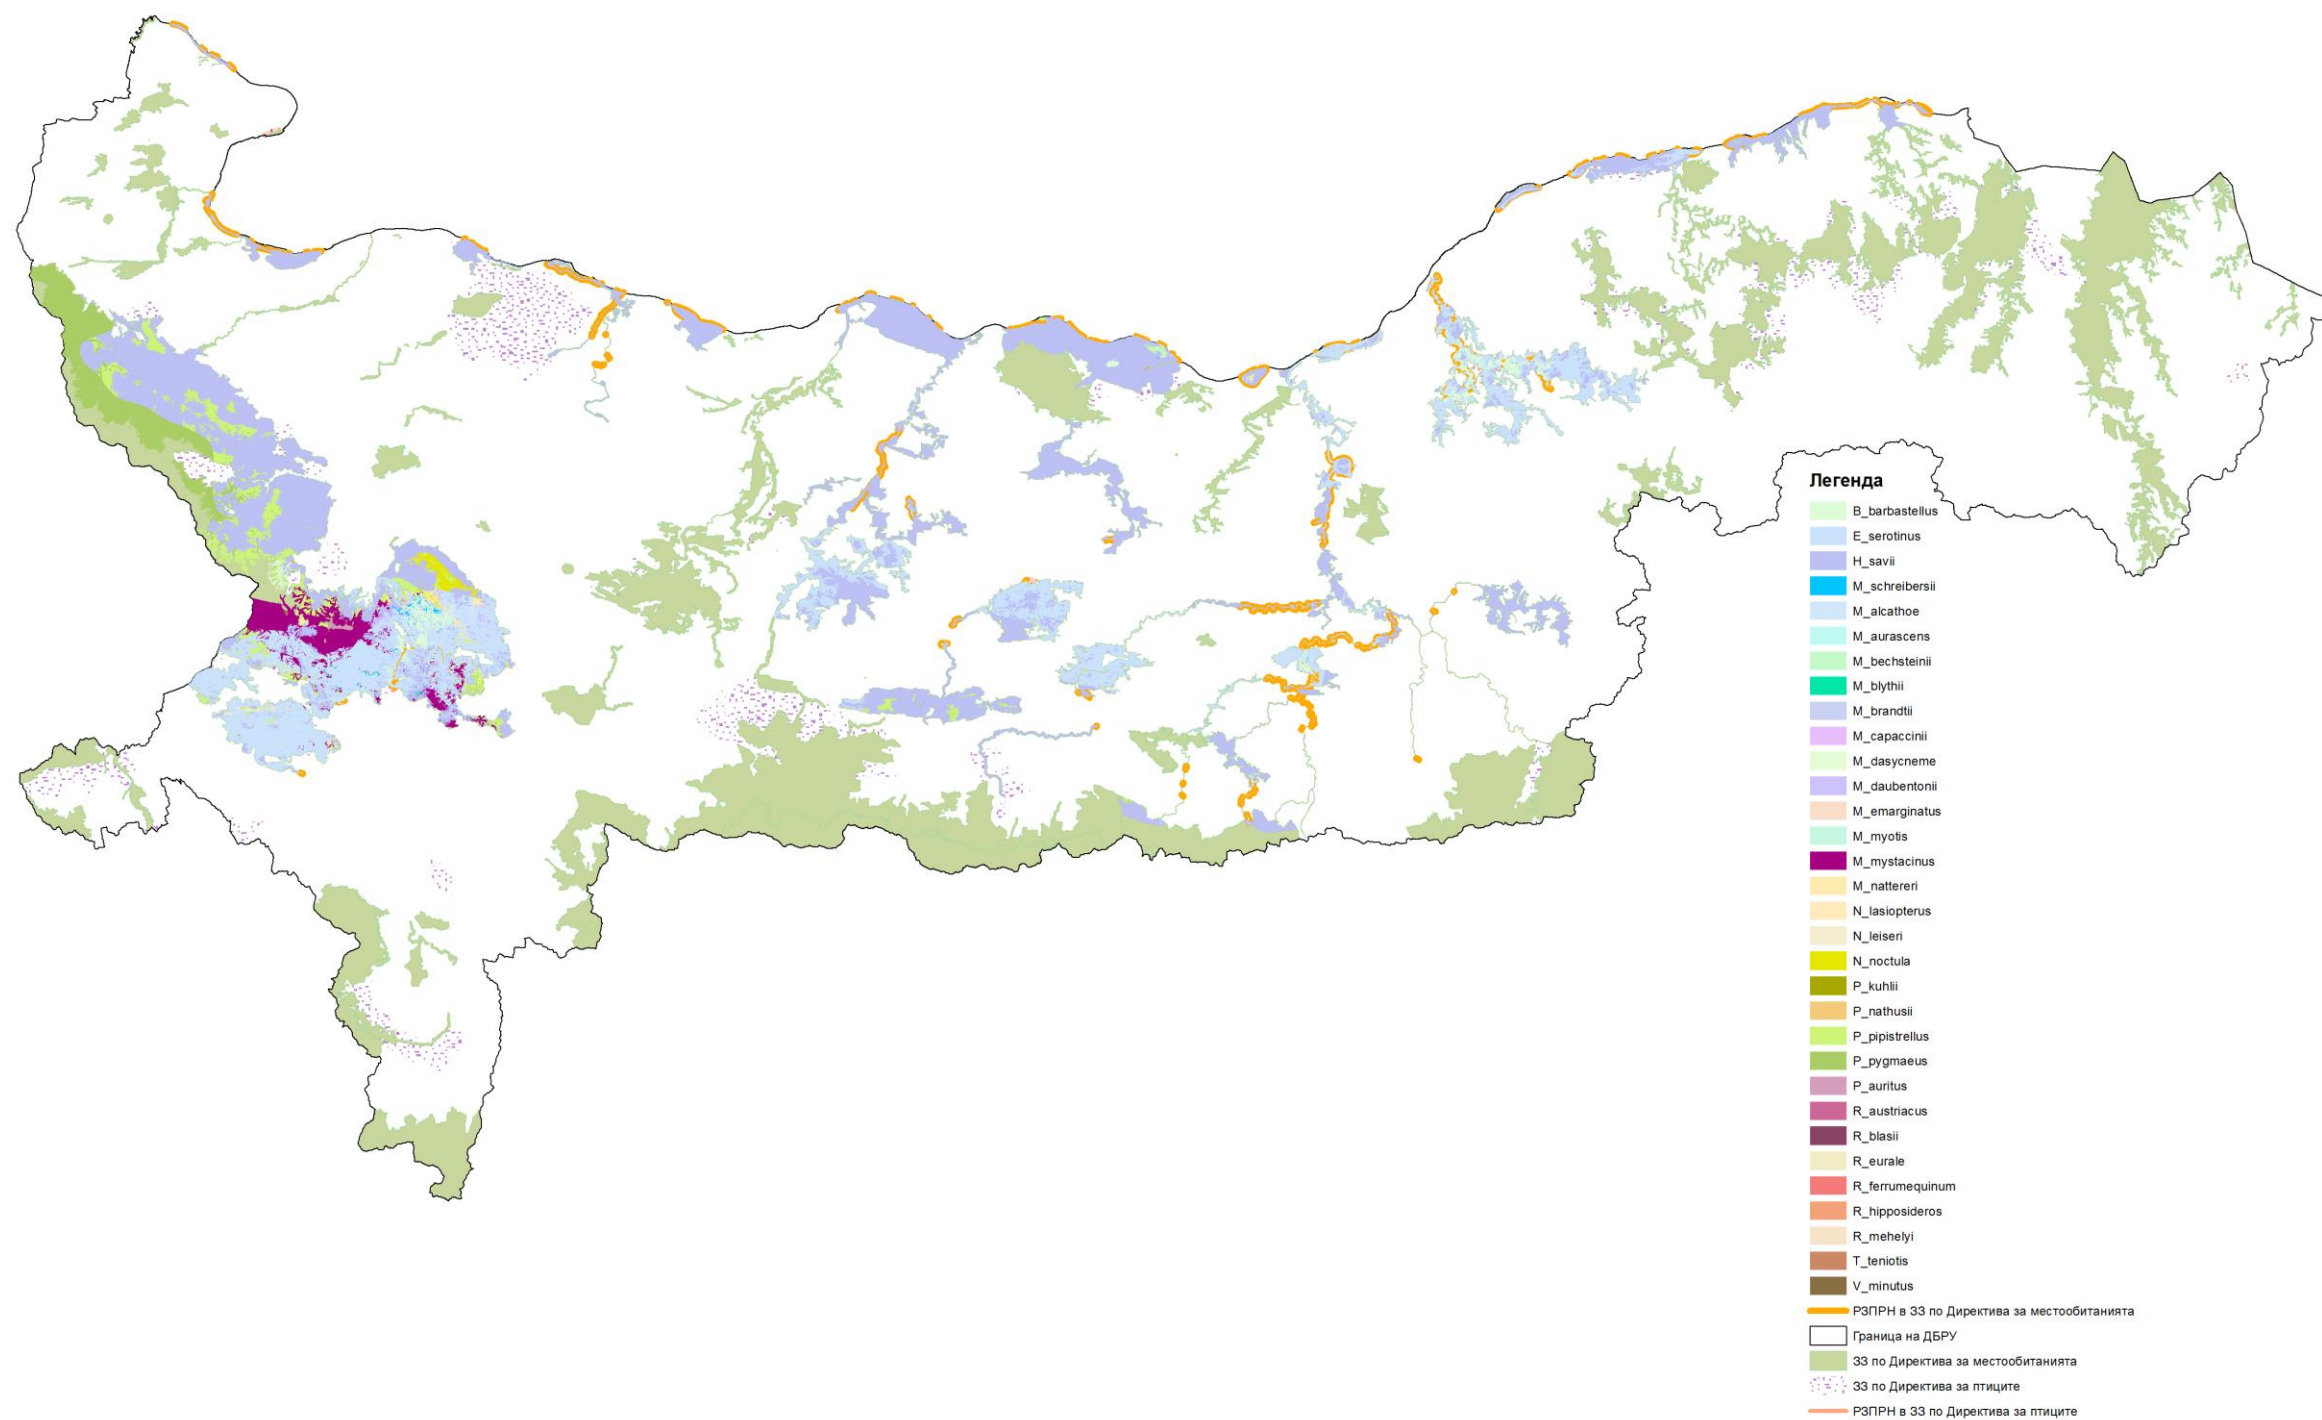 Легенда
B_barbastellus
E_serotinus
H_savii
M_schreibersii
M_alcathoe
M_aurascens
M_bechsteinii
M_blythii
M_brandtii
M_capaccinii
M_dasycneme
M_daubentonii
M_emarginatus
M_myotis
M_mystacinus
M_nattereri
N_lasiopterus
N_leiseri
N_noctula
P_kuhlii
P_nathusii
P_pipistrellus
P_pygmaeus
P_auritus
R_austriacus
R_blasii
R_eurale
R_ferrumequinum
R_hipposideros
R_mehelyi
T_teniotis
V_minutus
РЗПРН в ЗЗ по Директива за местообитанията
Граница на ДБРУ
ЗЗ по Директива за местообитанията
ЗЗ по Директива за птиците
РЗПРН в ЗЗ по Директива за птиците